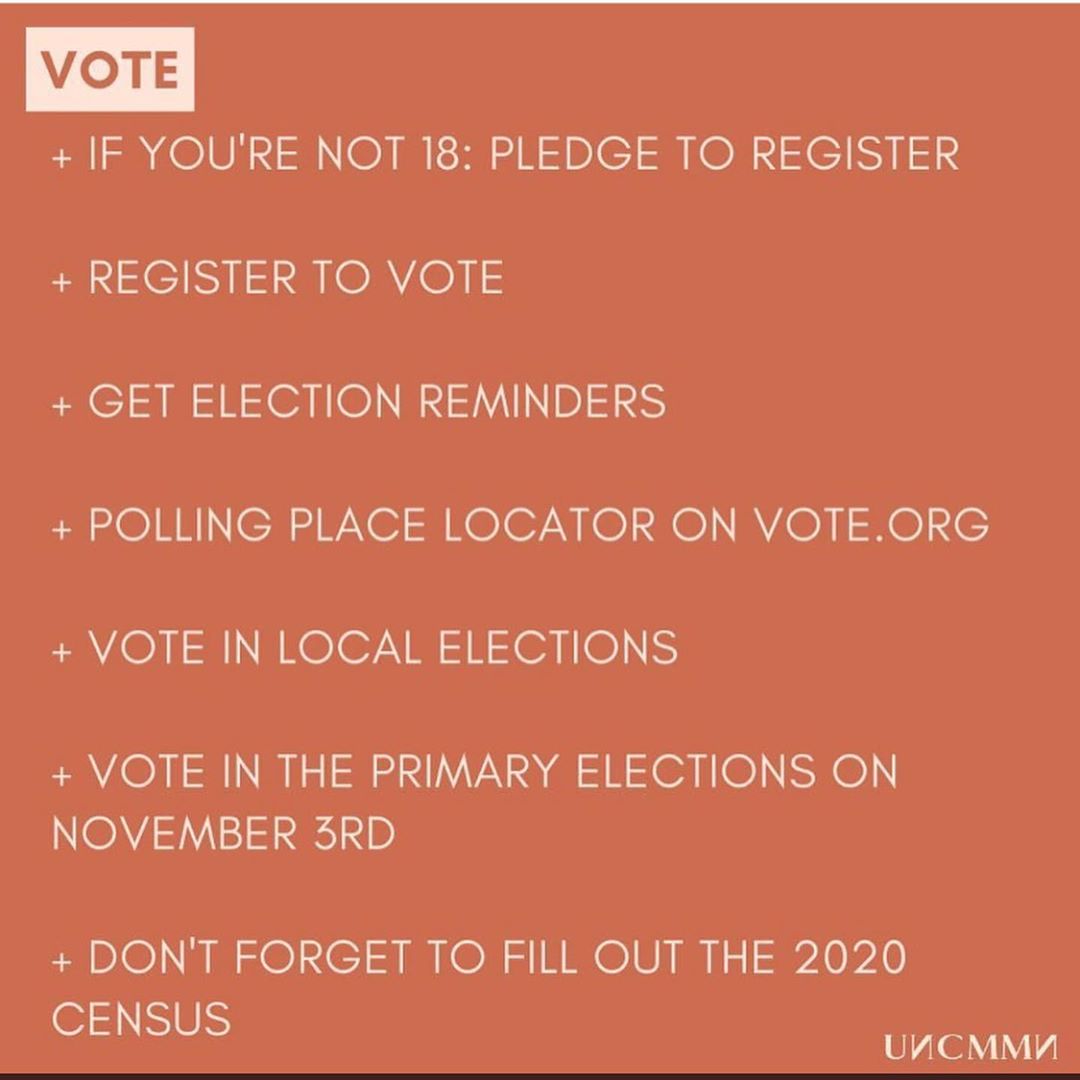 VOTE
+ IF YOU'RE NOT 18: PLEDGE TO REGISTER
+ REGISTER TO VOTE
+ GET ELECTION REMINDERS
+ POLLING PLACE LOCATOR ON VOTE.ORG
+ VOTE IN LOCAL ELECTIONS
+ VOTE IN THE PRIMARY ELECTIONS ON
NOVEMBER 3RD
+ DON'T FORGET TO FILL OUT THE 2020
CENSUS
UИCMMИ